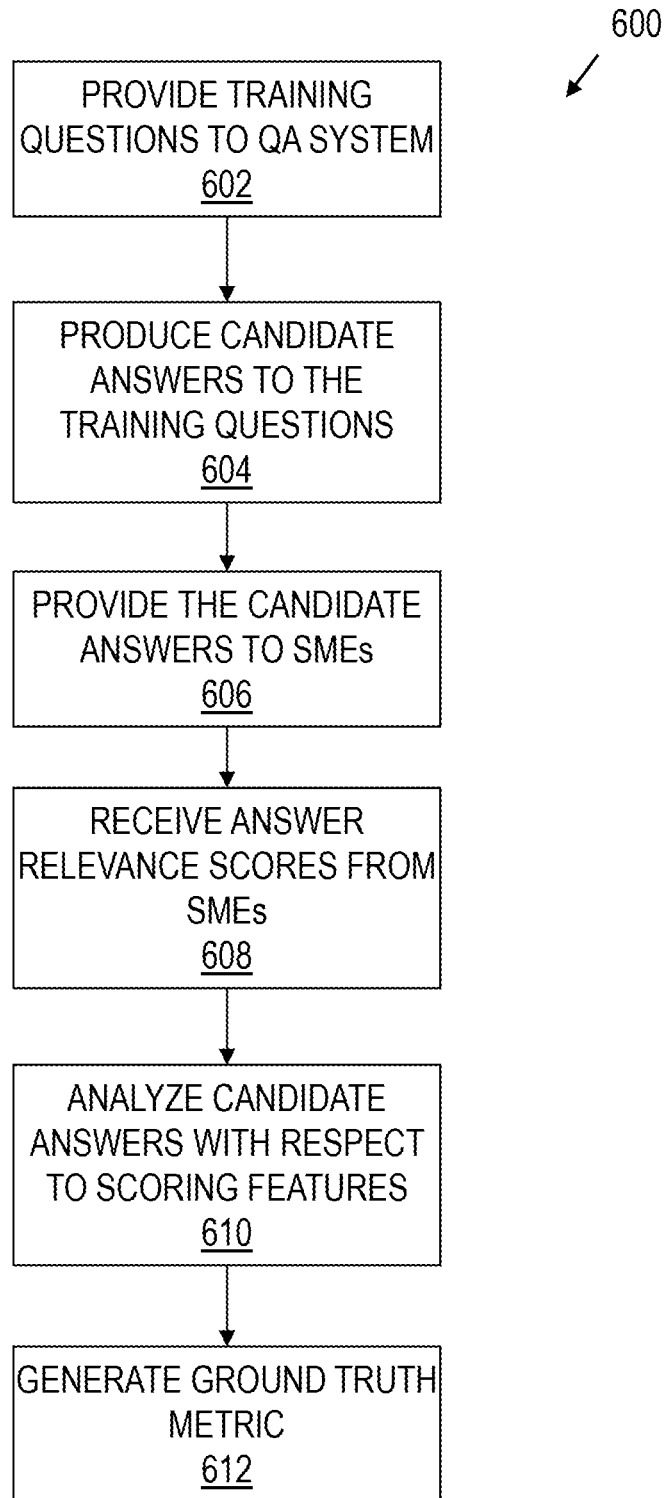 600
PROVIDE TRAINING
QUESTIONS TO QA SYSTEM
602
PRODUCE CANDIDATE
ANSWERS TO THE
TRAINING QUESTIONS
604
PROVIDE THE CANDIDATE
ANSWERS TO SMEs
606
RECEIVE ANSWER
RELEVANCE SCORES FROM
SMEs
608
ANALYZE CANDIDATE
ANSWERS WITH RESPECT
TO SCORING FEATURES
610
GENERATE GROUND TRUTH
METRIC
612